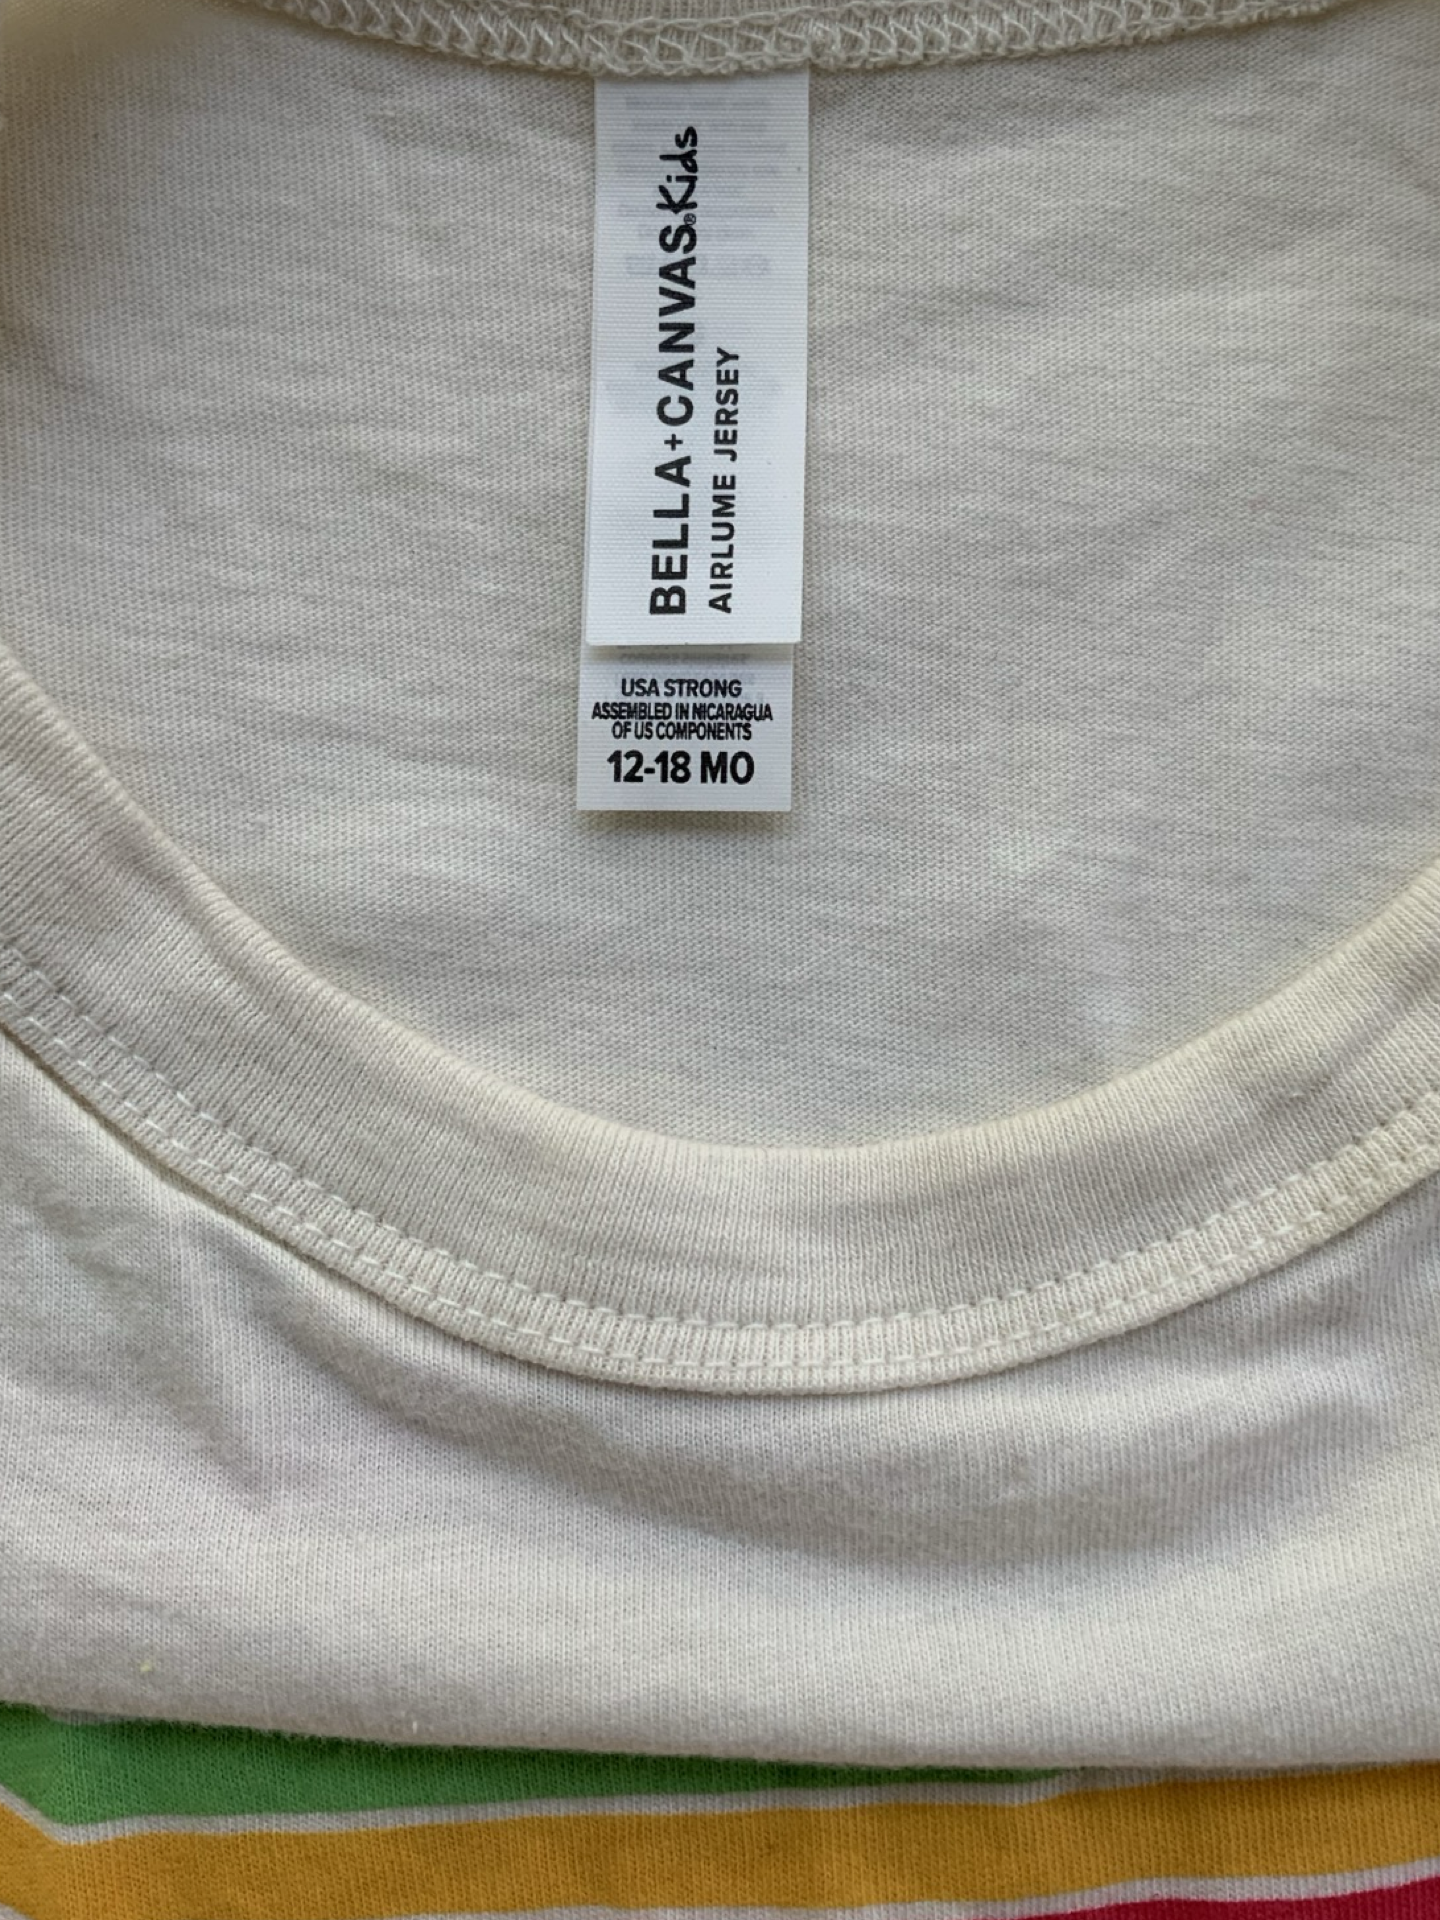 BELLA+CANVAS®Kids
AIRLUME JERSEY
USA STRONG
ASSEMBLED IN NICARAGUA
OF US COMPONENTS
12-18 MO